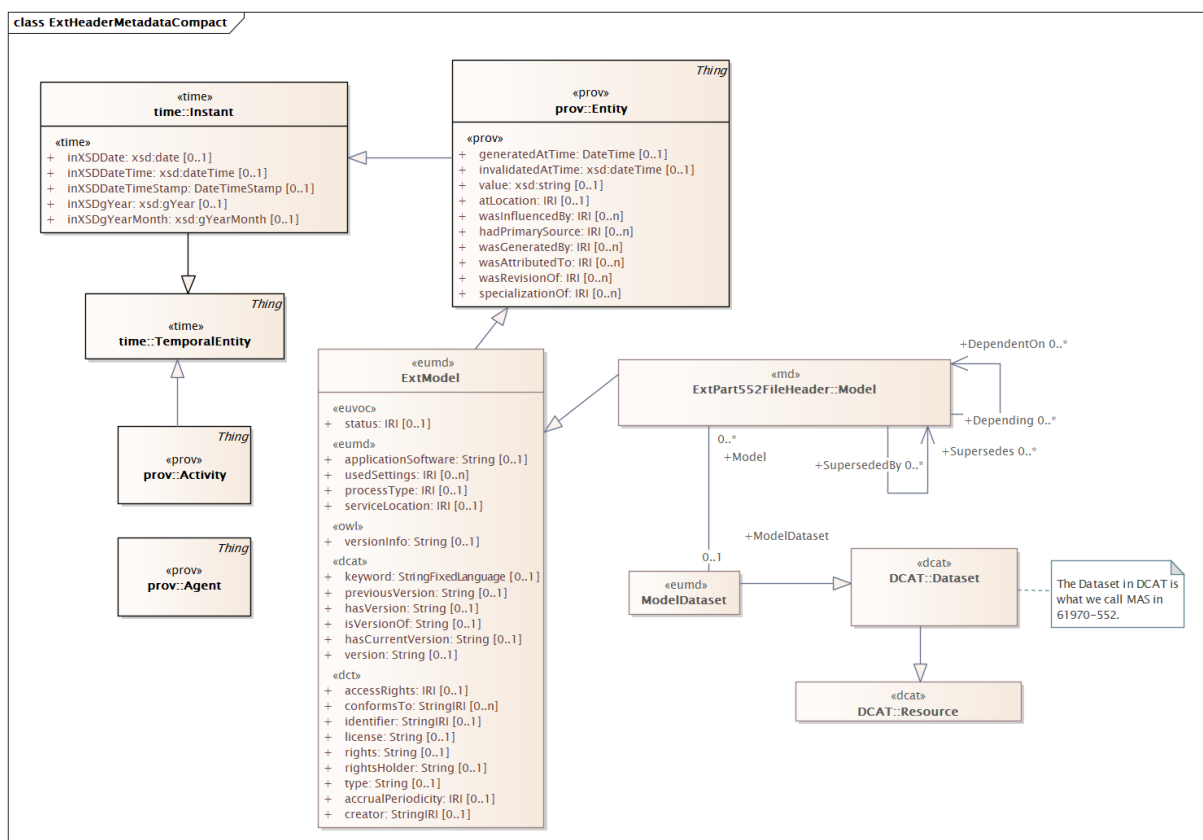 class ExtHeaderMetadataCompact
«time»
time::Instant
«time»
+ inXSDDate: xsd:date [0..1]
+ inXSDDateTime: xsd:dateTime [0..1]
+ inXSDDateTimeStamp: DateTimeStamp [0..1]
+ inXSDgYear: xsd:gYear [0..1]
+ inXSDgYearMonth: xsd:gYearMonth [0..1]
Thing
«prov»
prov::Entity
«prov»
+ generatedAtTime: DateTime [0..1]
+ invalidatedAtTime: xsd:dateTime [0..1]
+ value: xsd:string [0..1]
+ atLocation: IRI [0..1]
+ wasInfluencedBy: IRI [0..n]
+ hadPrimarySource: IRI [0..n]
+ wasGeneratedBy: IRI [0..n]
+ wasAttributedTo: IRI [0..n]
+ wasRevisionOf: IRI [0..n]
+ specializationOf: IRI [0..n]
Thing
«time»
time::TemporalEntity
Thing
«prov»
prov::Activity
Thing
«prov»
prov::Agent
«eumd»
ExtModel
«euvoc»
+ status: IRI [0..1]
«eumd»
+ applicationSoftware: String [0..1]
+ usedSettings: IRI [0..n]
+ processType: IRI [0..1]
+ serviceLocation: IRI [0..1]
«owl»
+ versionInfo: String [0..1]
«dcat»
+ keyword: StringFixedLanguage [0..1]
+ previousVersion: String [0..1]
+ hasVersion: String [0..1]
+ isVersionOf: String [0..1]
+ hasCurrentVersion: String [0..1]
+ version: String [0..1]
«dct»
+ accessRights: IRI [0..1]
+ conformsTo: StringIRI [0..n]
+ identifier: StringIRI [0..1]
+ license: String [0..1]
+ rights: String [0..1]
+ rightsHolder: String [0..1]
+ type: String [0..1]
+ accrualPeriodicity: IRI [0..1]
+ creator: StringIRI [0..1]
«md»
ExtPart552FileHeader::Model
+DependentOn 0..*
+Depending 0..*
0..*
+Model
+SupersededBy 0..*
+Supersedes 0..*
+ModelDataset
0..1
«eumd»
ModelDataset
«dcat»
DCAT::Dataset
The Dataset in DCAT is
what we call MAS in
61970-552.
«dcat»
DCAT::Resource